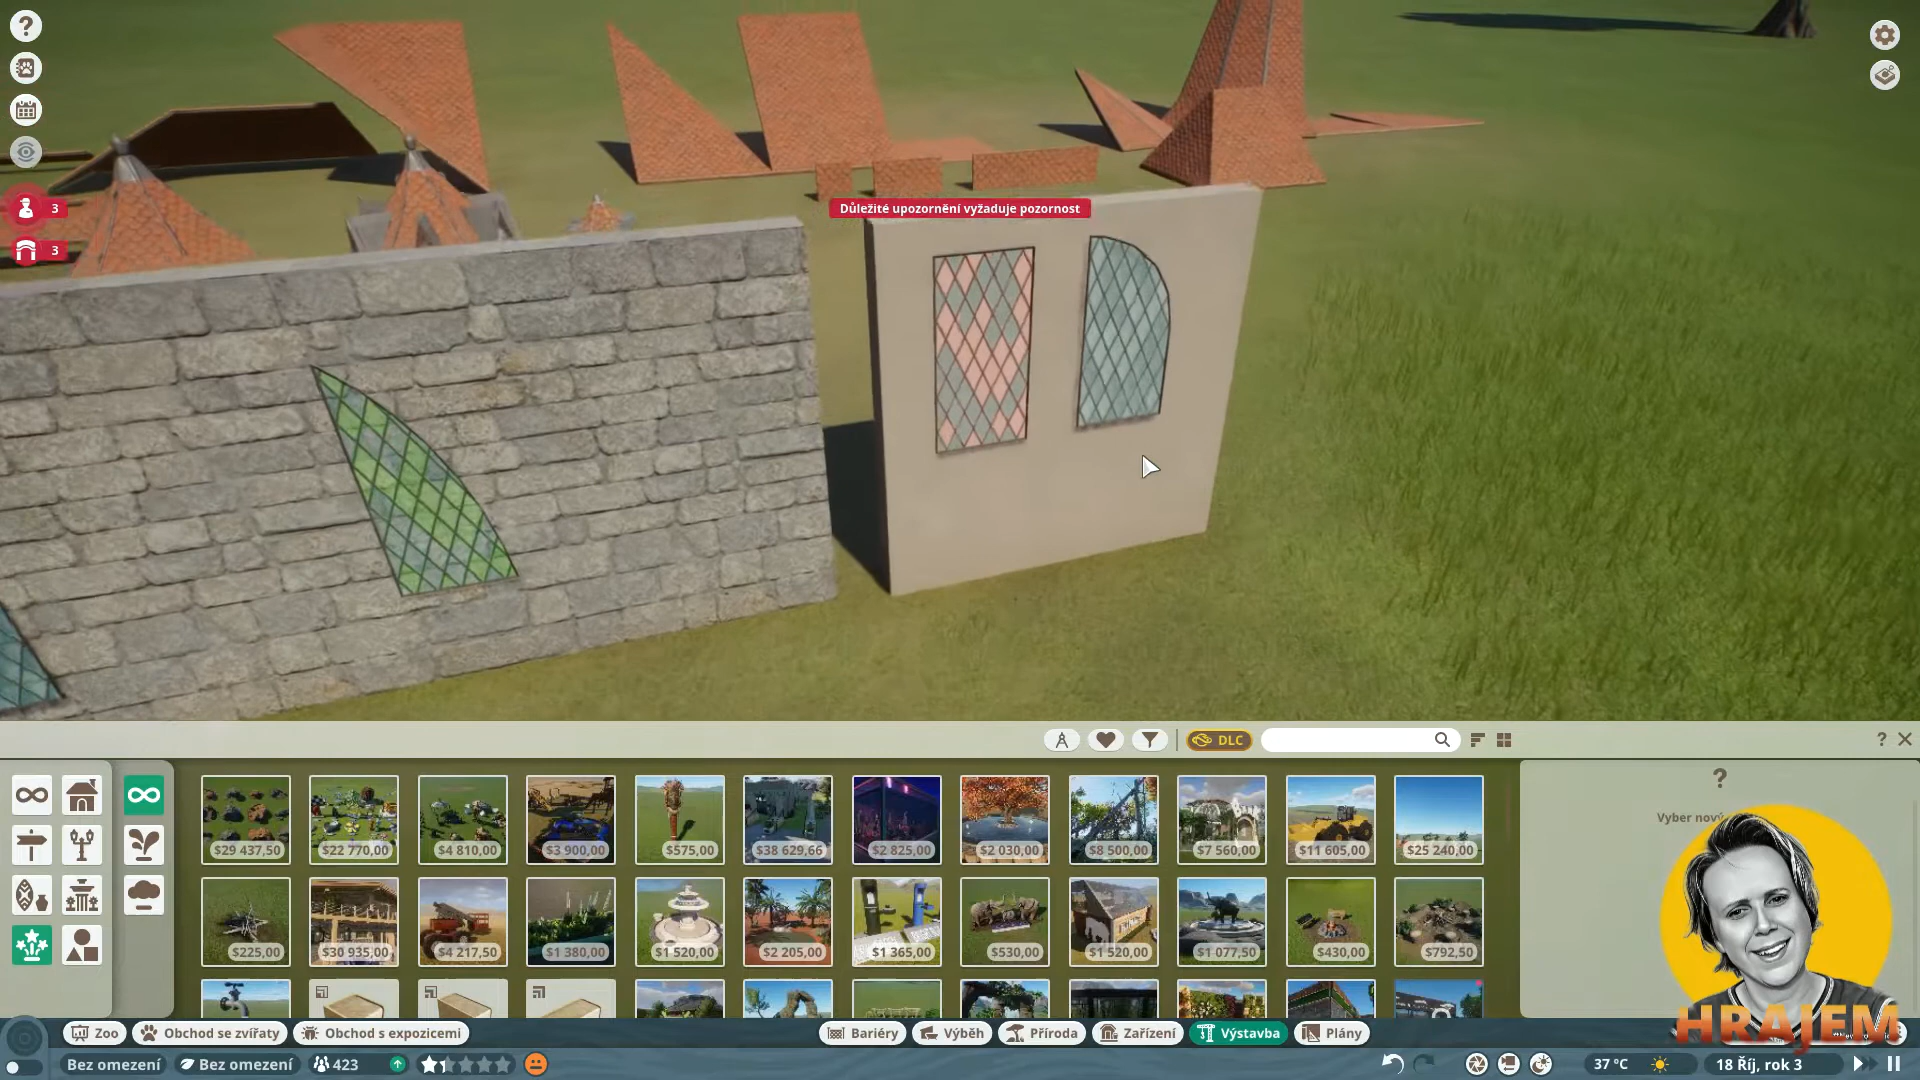 3
3
Důležité upozornění vyžaduje pozornost
DLC
$29 437,50
$22 770,00
$4 810,00
$3 900,00
$575,00
$38 629,66
$2 825,00
$2 030,00
$8 500,00
$7 560,00
$11 605,00
$25 240,00
Vyber nový
$225,00
$30 935,00
$4 217,50
$1 380,00
$1 520,00
$2 205,00
$1 365,00
$530,00
$1 520,00
$1 077,50
$430,00
$792,50
HRAJEM
Zoo
Obchod se zvířaty
Obchod s expozicemi
Bariéry
Výběh
Příroda
Zařízení
Výstavba
Plány
Bez omezení
Bez omezení
423
37 °C
18 Říj, rok 3